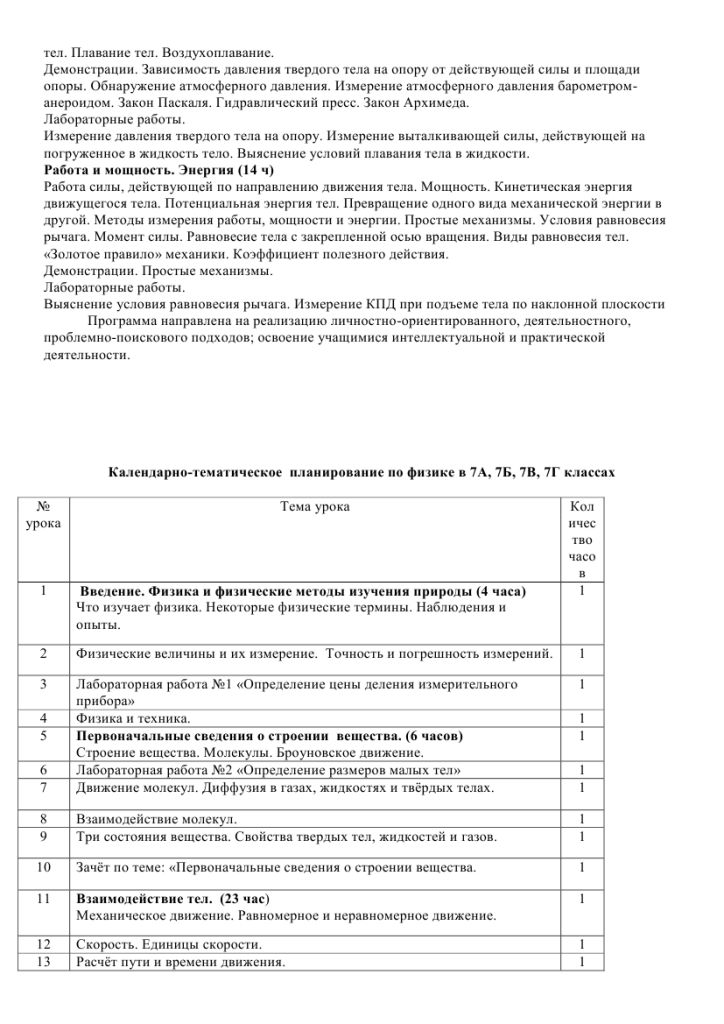 тел. Плавание тел. Воздухоплавание.
Демонстрации. Зависимость давления твердого тела на опору от действующей силы и площади
опоры. Обнаружение атмосферного давления. Измерение атмосферного давления барометром-
анероидом. Закон Паскаля. Гидравлический пресс. Закон Архимеда.
Лабораторные работы.
Измерение давления твердого тела на опору. Измерение выталкивающей силы, действующей на
погруженное в жидкость тело. Выяснение условий плавания тела в жидкости.
Работа и мощность. Энергия (14 ч)
Работа силы, действующей по направлению движения тела. Мощность. Кинетическая энергия
движущегося тела. Потенциальная энергия тел. Превращение одного вида механической энергии в
другой. Методы измерения работы, мощности и энергии. Простые механизмы. Условия равновесия
рычага. Момент силы. Равновесие тела с закрепленной осью вращения. Виды равновесия тел.
«Золотое правило» механики. Коэффициент полезного действия.
Демонстрации. Простые механизмы.
Лабораторные работы.
Выяснение условия равновесия рычага. Измерение КПД при подъеме тела по наклонной плоскости
Программа направлена на реализацию личностно-ориентированного, деятельностного,
проблемно-поискового подходов; освоение учащимися интеллектуальной и практической
деятельности.
Календарно-тематическое планирование по физике в 7А, 7Б, 7В, 7Г классах
№ Тема урока Кол
урока ичес
тво
часо
в
1 Введение. Физика и физические методы изучения природы (4 часа) 1
Что изучает физика. Некоторые физические термины. Наблюдения и
опыты.
2 Физические величины и их измерение. Точность и погрешность измерений. 1
3 Лабораторная работа №1 «Определение цены деления измерительного 1
прибора»
4 Физика и техника. 1
5 Первоначальные сведения о строении вещества. (6 часов) 1
Строение вещества. Молекулы. Броуновское движение.
6 Лабораторная работа №2 «Определение размеров малых тел» 1
7 Движение молекул. Диффузия в газах, жидкостях и твёрдых телах. 1
8 Взаимодействие молекул. 1
9 Три состояния вещества. Свойства твердых тел, жидкостей и газов. 1
10 Зачёт по теме: «Первоначальные сведения о строении вещества. 1
11 Взаимодействие тел. (23 час) 1
Механическое движение. Равномерное и неравномерное движение.
12 Скорость. Единицы скорости. 1
13 Расчёт пути и времени движения. 1